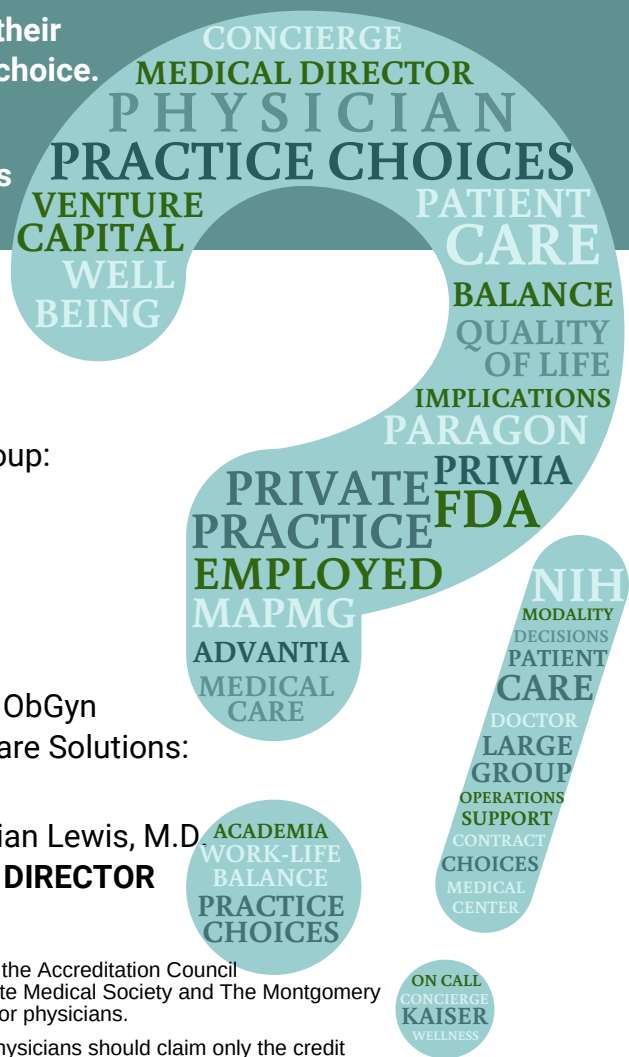 their
choice.
s
CONCIERGE
MEDICAL DIRECTOR
PHYSICIAN
PRACTICE CHOICES
VENTURE
CAPITAL
WELL
BEING
PATIENT
CARE
BALANCE
QUALITY
OF LIFE
IMPLICATIONS
PARAGON
PRIVIA
FDA
PRIVATE
PRACTICE
EMPLOYED
MAPMG
ADVANTIA
MEDICAL
CARE
ACADEMIA
WORK-LIFE
BALANCE
PRACTICE
CHOICES
NIH
MODALITY
DECISIONS
PATIENT
CARE
DOCTOR
LARGE
GROUP
OPERATIONS
SUPPORT
CONTRACT
CHOICES
MEDICAL
CENTER
ON CALL
CONCIERGE
KAISER
WELLNESS
oup:
ObGyn
are Solutions:
ian Lewis, M.D.
DIRECTOR
the Accreditation Council
te Medical Society and The Montgomery
or physicians.
hysicians should claim only the credit